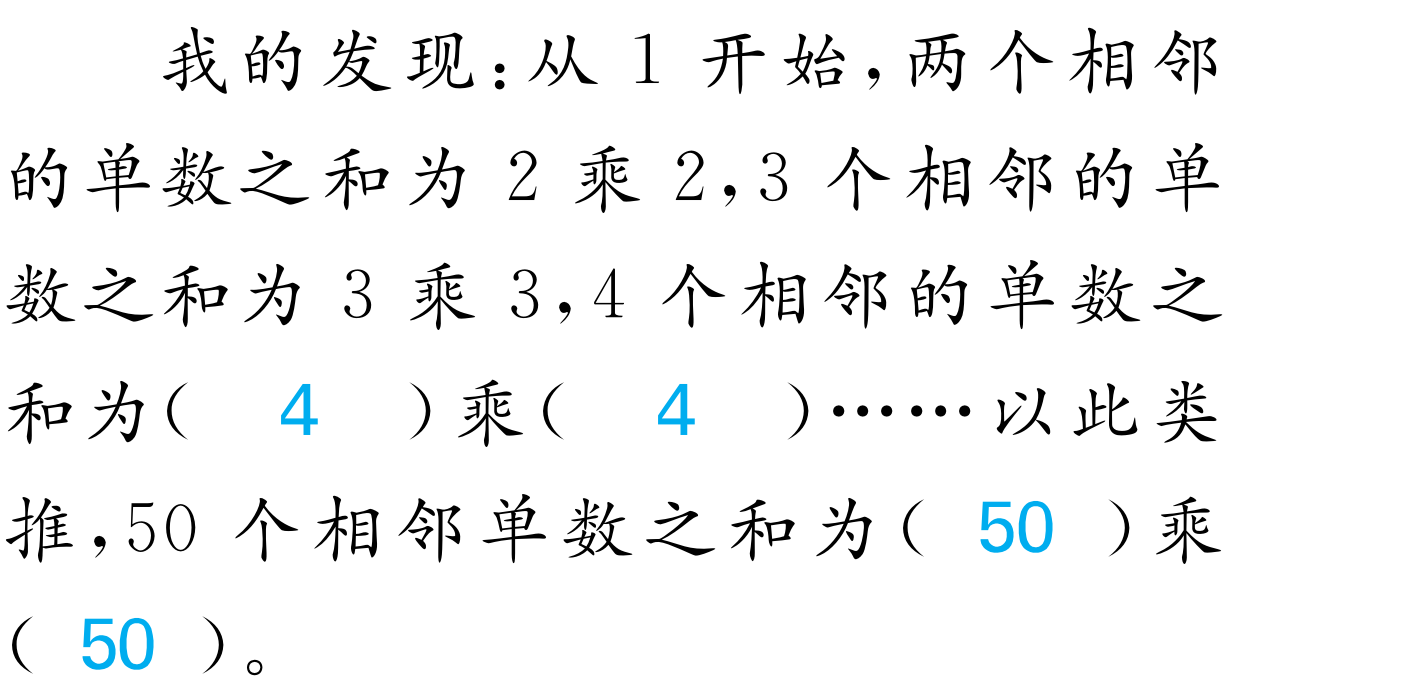 我的发现:从 1 开始,两个相邻
的单数之和为 2 乘 2,3 个相邻的单
数之和为 3 乘 3,4 个相邻的单数之
和为( 4 )乘( 4 )……以此类
推,50 个相邻单数之和为( 50 )乘
( 50 )。